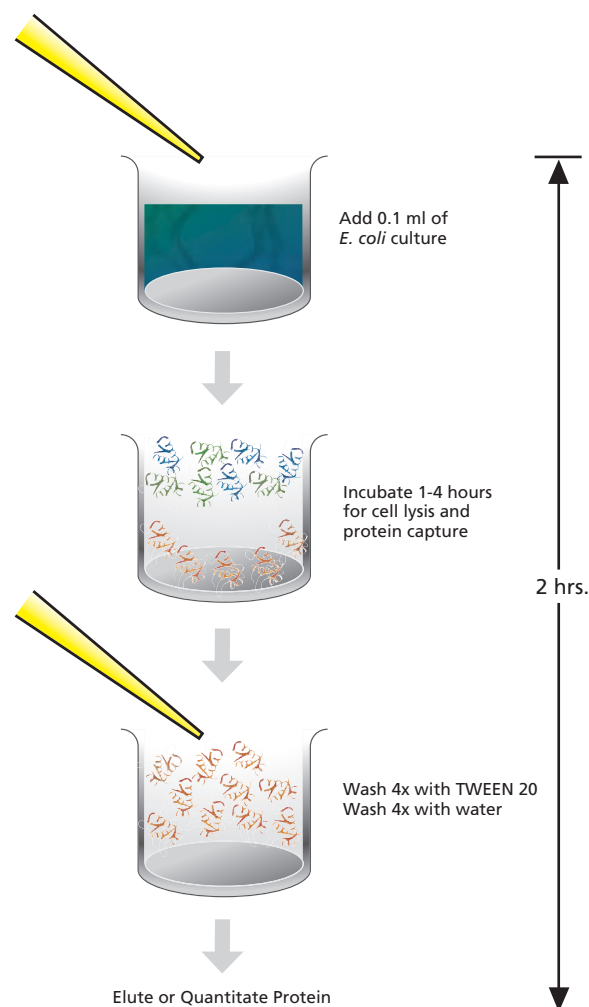 Add 0.1 ml of
E. coli culture
Incubate 1-4 hours
for cell lysis and
protein capture
2 hrs.
Wash 4x with TWEEN 20
Wash 4x with water
Elute or Quantitate Protein